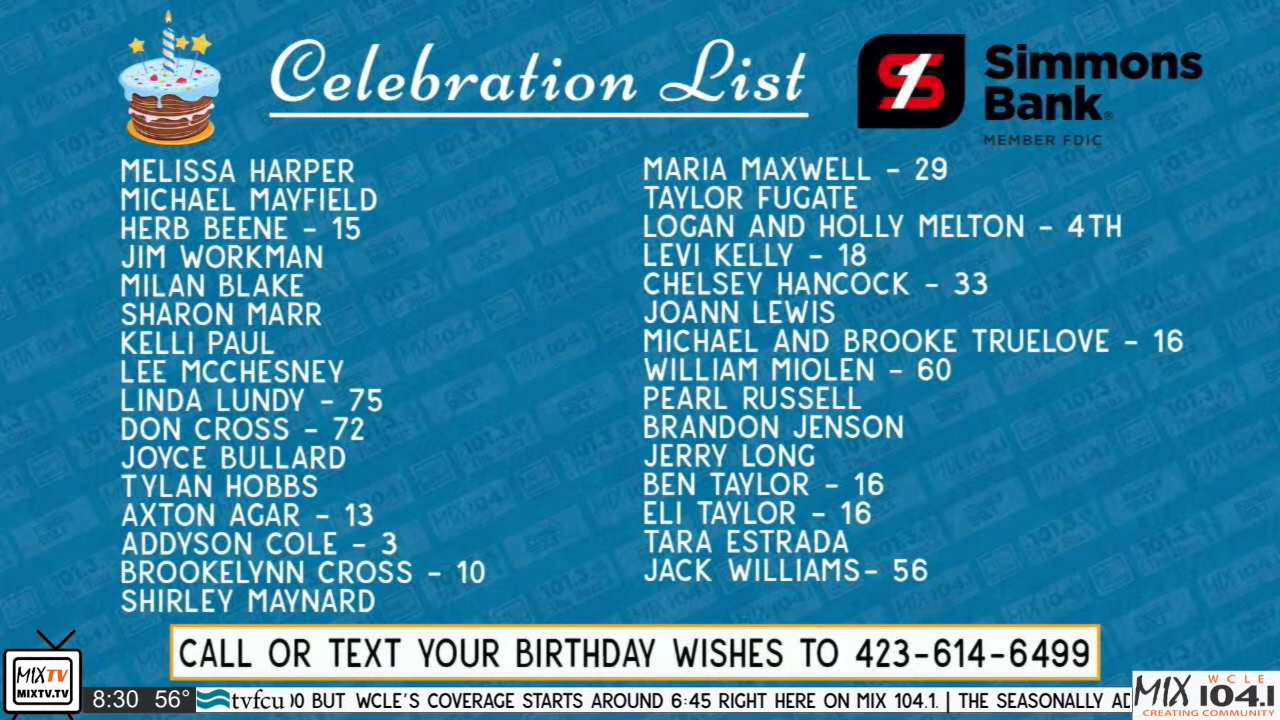 Celebration List
Simmons
Bank®
MEMBER FDIC
MELISSA HARPER
MICHAEL MAYFIELD
HERB BEENE - 15
JIM WORKMAN
MILAN BLAKE
SHARON MARR
KELLI PAUL
LEE MCCHESNEY
LINDA LUNDY - 75
DON CROSS - 72
JOYCE BULLARD
TYLAN HOBBS
AXTON AGAR - 13
ADDYSON COLE - 3
BROOKELYNN CROSS - 10
SHIRLEY MAYNARD
MARIA MAXWELL - 29
TAYLOR FUGATE
LOGAN AND HOLLY MELTON - 4TH
LEVI KELLY - 18
CHELSEY HANCOCK - 33
JOANN LEWIS
MICHAEL AND BROOKE TRUELOVE - 16
WILLIAM MIOLEN - 60
PEARL RUSSELL
BRANDON JENSON
JERRY LONG
BEN TAYLOR - 16
ELI TAYLOR - 16
TARA ESTRADA
JACK WILLIAMS- 56
CALL OR TEXT YOUR BIRTHDAY WISHES TO 423-614-6499
MIXTV
MIXTV.TV
8:30 56° tvfcu 0 BUT WCLE'S COVERAGE STARTS AROUND 6:45 RIGHT HERE ON MIX 104.1. | THE SEASONALLY AD
WCLE
MIX 104.1
CREATING COMMUNITY